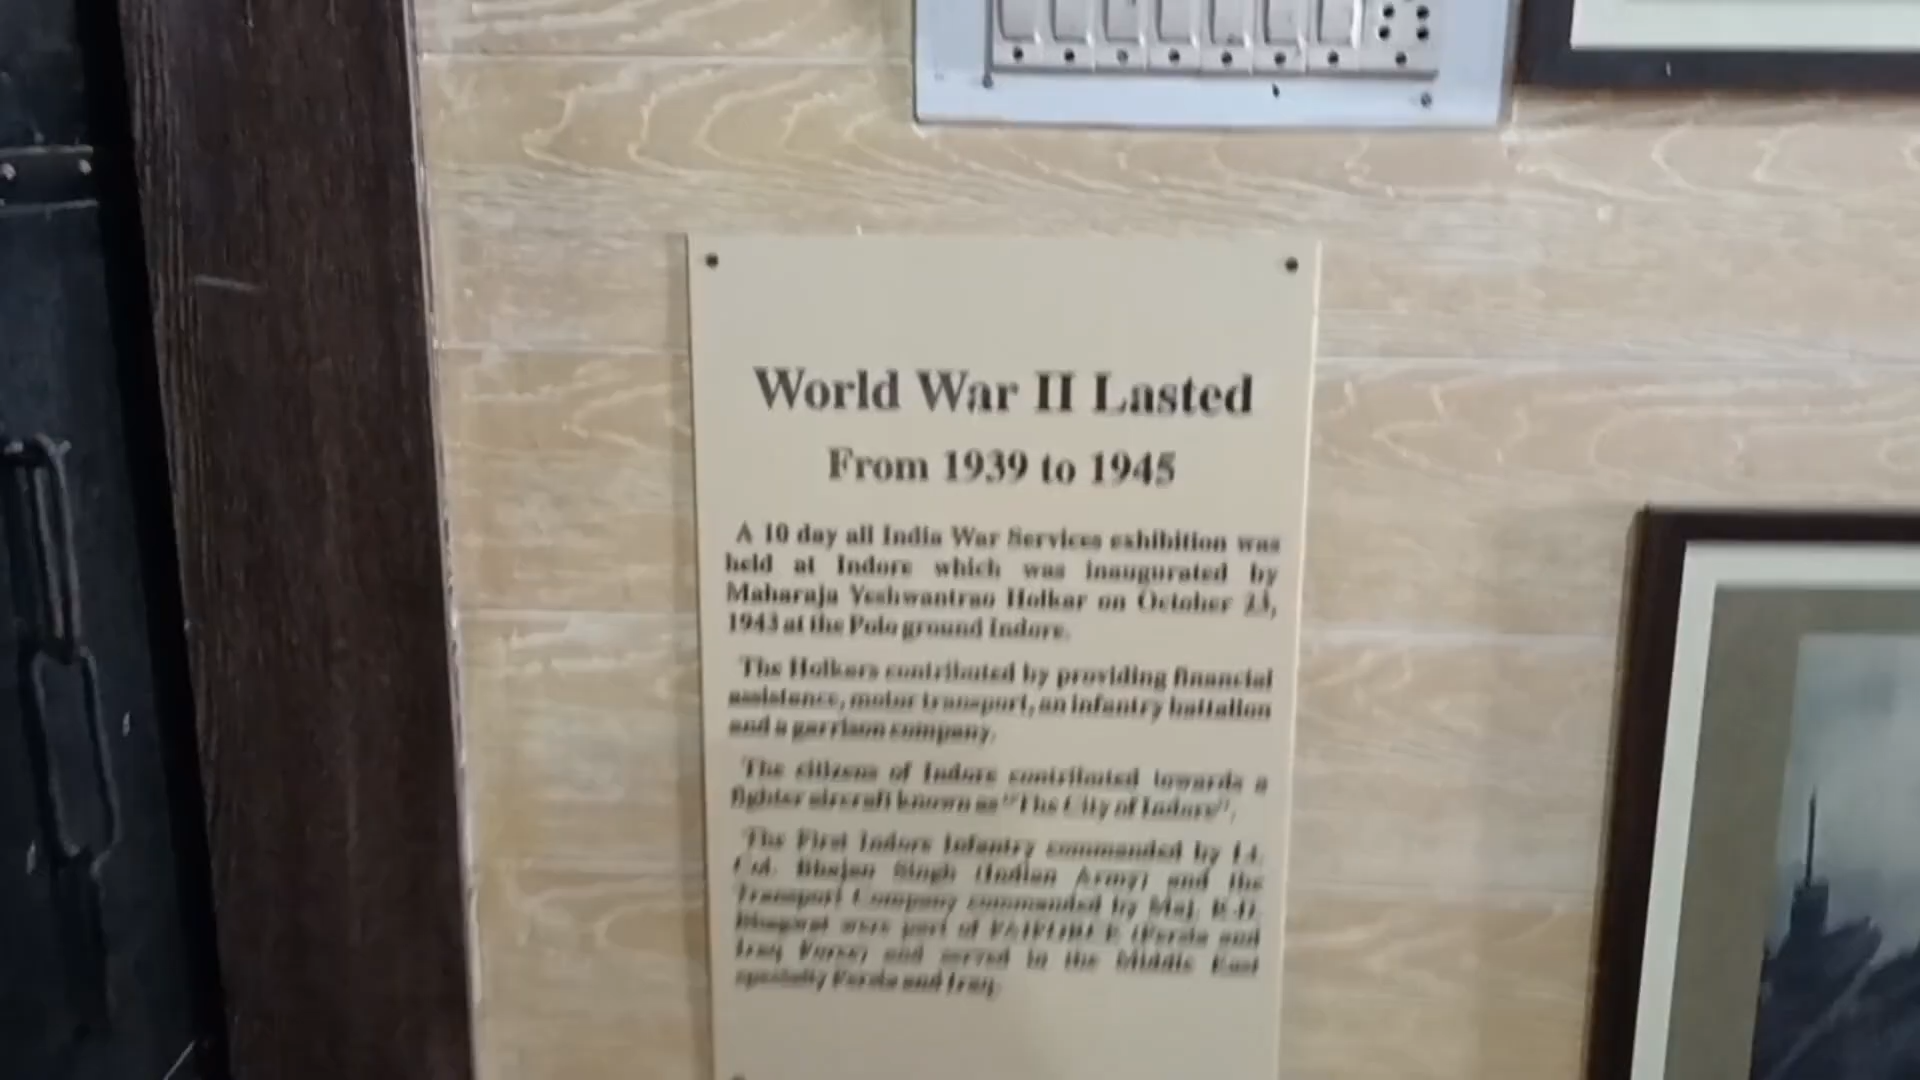 World War II Lasted
From 1939 to 1945
A 10 day all India War Services exhibition was
held at Indore which was inaugurated by
Maharaja Yeshwantrao Holkar on October 23,
1943 at the Polo ground Indore.
The Holkars contributed by providing financial
assistance, motor transport, an infantry battalion
and a garrison company.
The citizens of Indore contributed towards a
fighter aircraft known as "The City of Indore".
The First Indore Infantry commanded by Lt.
Col. Bhajan Singh (Indian Army) and the
Transport Company commanded by Maj.
were part of PAIFORCE (Persia and
Iraq Force) and served in the Middle East
Persia and Iraq.